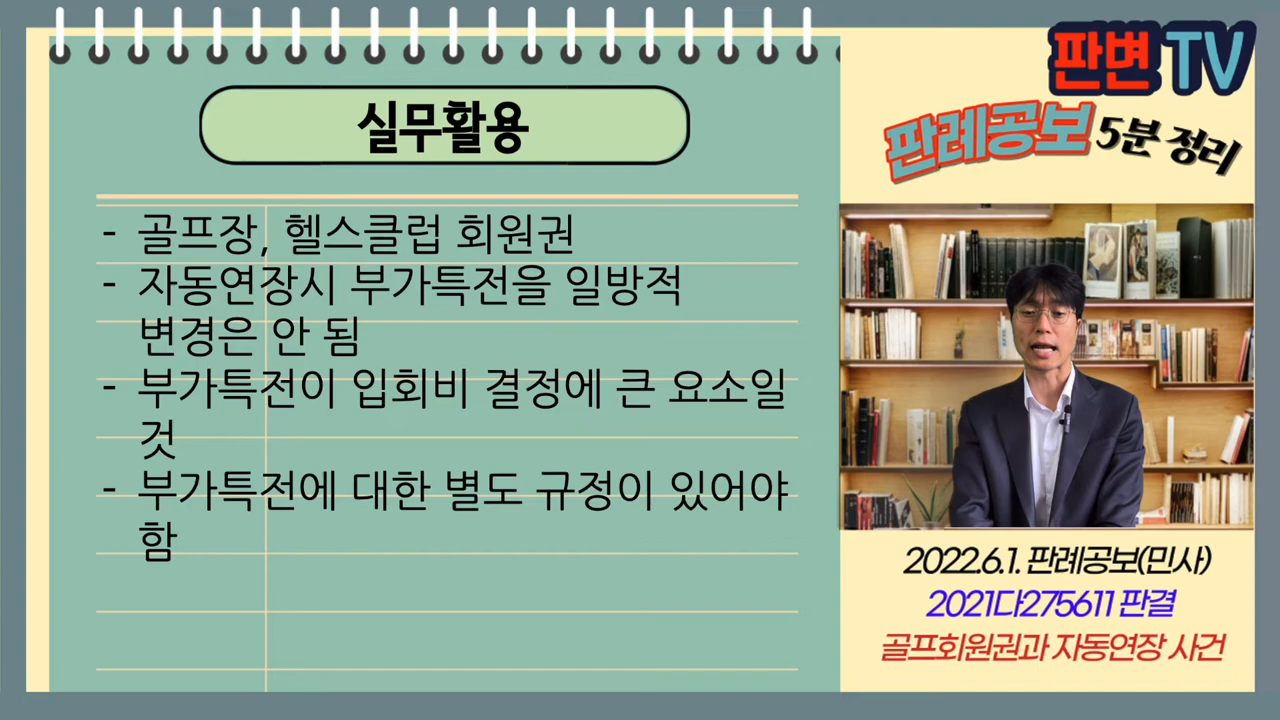 실무활용
- 골프장, 헬스클럽 회원권
- 자동연장시 부가특전을 일방적
변경은 안 됨
- 부가특전이 입회비 결정에 큰 요소일
것
- 부가특전에 대한 별도 규정이 있어야
함
판변 TV
판례공보 5분 정리
2022.6.1. 판례공보(민사)
2021다275611 판결
골프회원권과 자동연장 사건